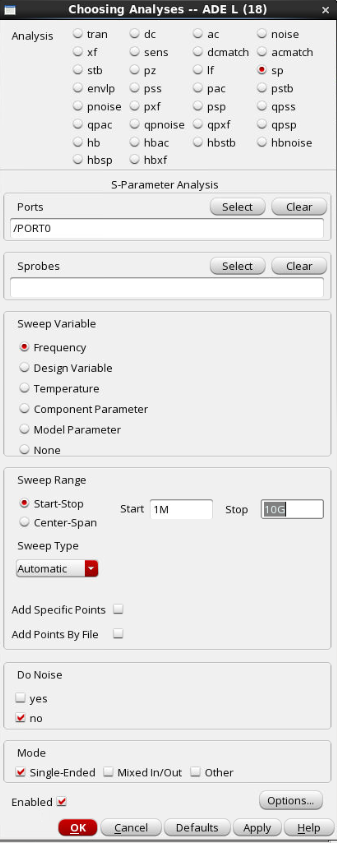 Choosing Analyses -- ADE L (18)
Analysis tran dc ac noise
xf sens dcmatch acmatch
stb pz lf sp
envlp pss pac pstb
pnoise pxf psp qpss
qpac qpnoise qpxf qpsp
hb hbac hbstb hbnoise
hbsp hbxf
S-Parameter Analysis
Ports Select Clear
/PORT0
Sprobes Select Clear
Sweep Variable
Frequency
Design Variable
Temperature
Component Parameter
Model Parameter
None
Sweep Range
Start-Stop Start 1M Stop 10G
Center-Span
Sweep Type
Automatic
Add Specific Points
Add Points By File
Do Noise
yes
no
Mode
Single-Ended Mixed In/Out Other
Enabled Options...
OK Cancel Defaults Apply Help